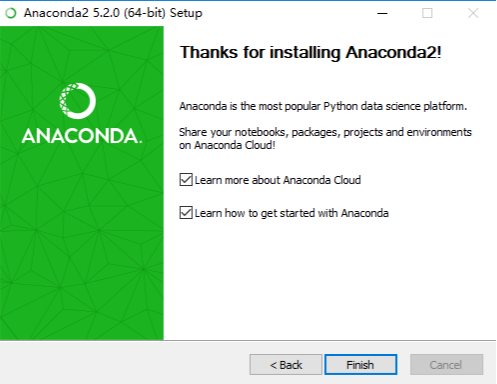 Anaconda2 5.2.0 (64-bit) Setup
Thanks for installing Anaconda2!
ANACONDA.
Anaconda is the most popular Python data science platform.
Share your notebooks, packages, projects and environments
on Anaconda Cloud!
Learn more about Anaconda Cloud
Learn how to get started with Anaconda
< Back
Finish
Cancel